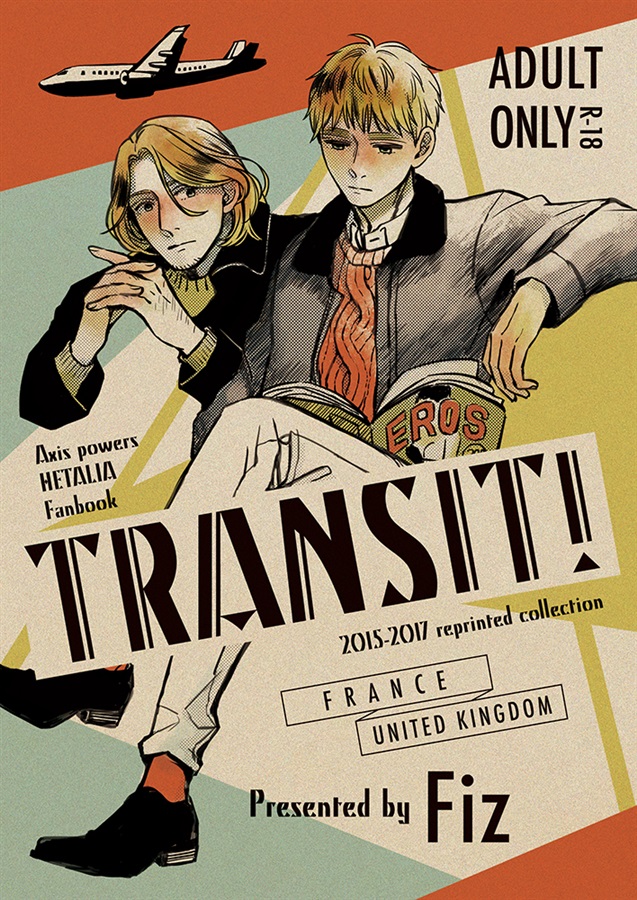 ADULT
ONLY R-18
EROS
Axis powers
HETALIA
Fanbook
TRANSIT!
2015-2017 reprinted collection
FRANCE
UNITED KINGDOM
Presented by Fiz